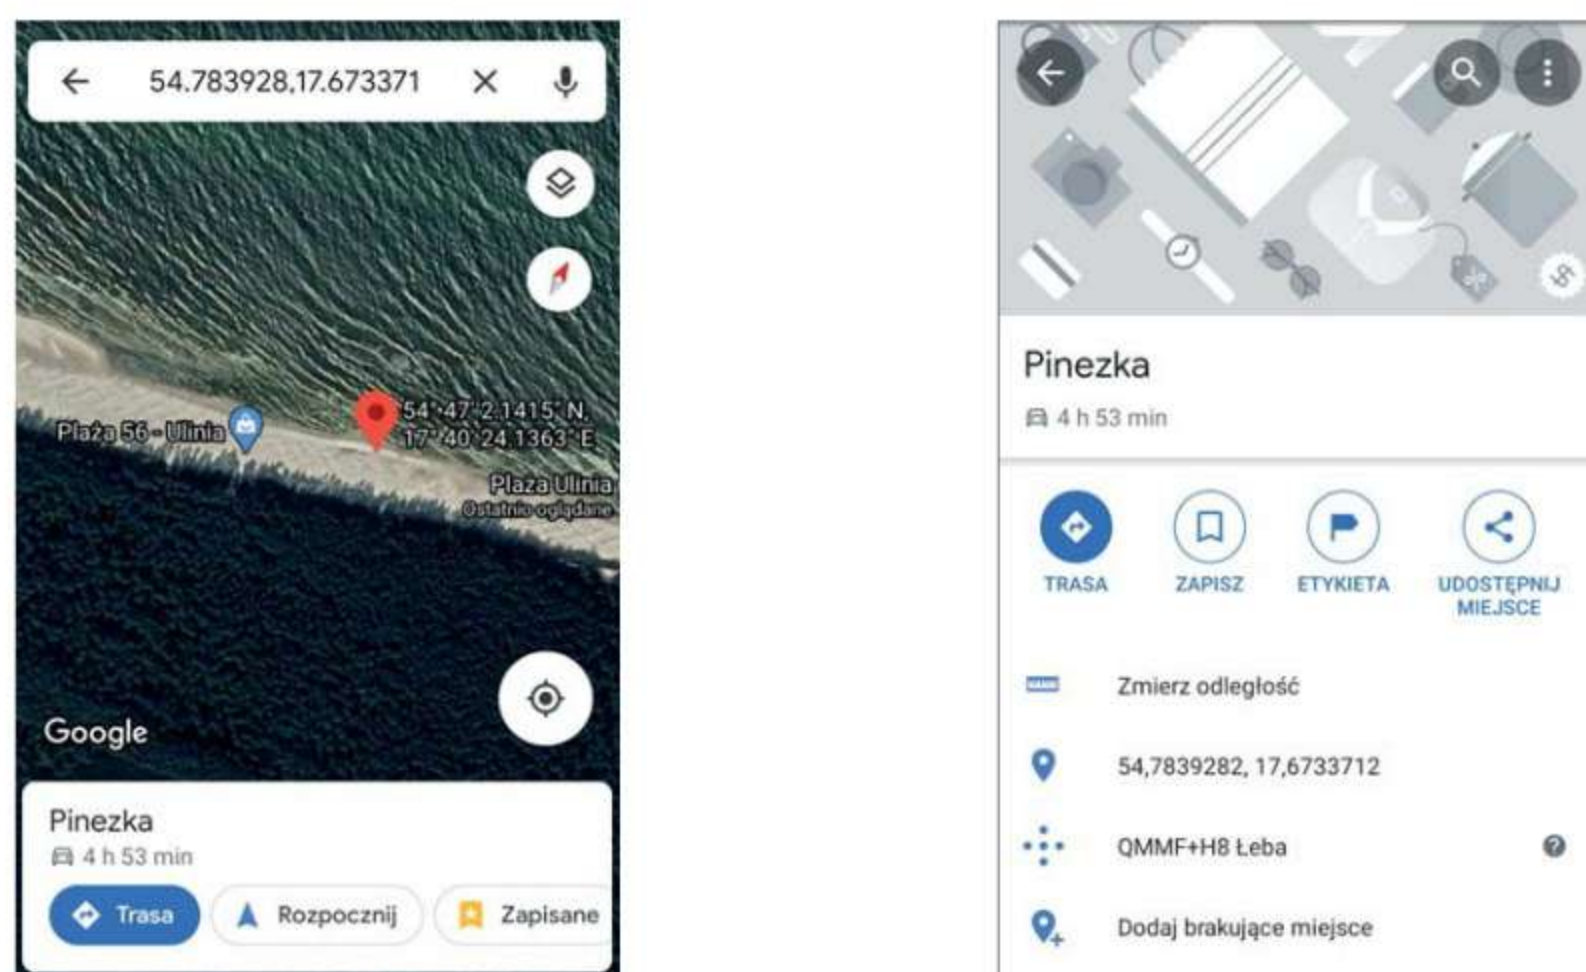 54.783928,17.673371
Plaża 56 - Ulinia
54° 47' 2.1415" N,
17° 40' 24.1363" E
Plaża Ulinia
Ostatnio oglądane
Google
Pinezka
4 h 53 min
Trasa
Rozpocznij
Zapisane
Pinezka
4 h 53 min
TRASA
ZAPISZ
ETYKIETA
UDOSTĘPNIJ
MIEJSCE
Zmierz odległość
54,7839282, 17,6733712
QMMF+H8 Łeba
Dodaj brakujące miejsce